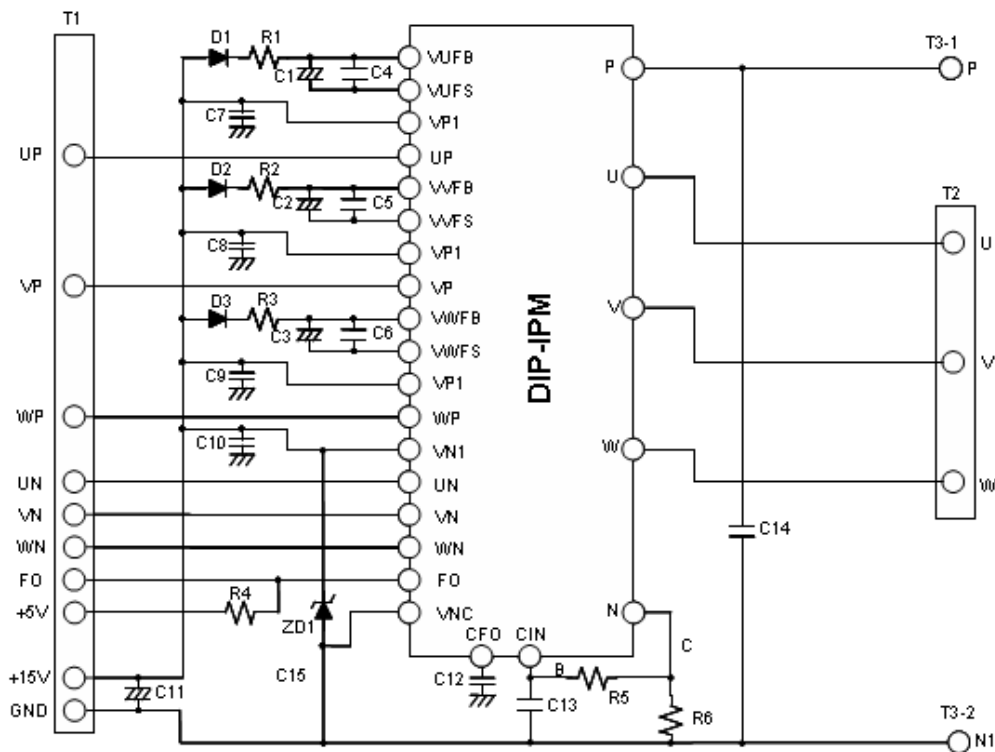 T1
D1 R1
C1 C4
VUFB
P
T3-1
P
VUFS
C7
VP1
UP
UP
D2 R2
U
T2
C2 C5
VVFB
VVFS
U
C8
VP1
VP
VP
D3 R3
V
C3 C6
VWFB
VWFS
V
C9
VP1
DIP-IPM
WP
WP
C10
VN1
W
UN
UN
W
VN
VN
C14
WN
WN
FO
FO
+5V
R4
ZD1
VNC
N
CFO CIN
C
C15
C12
B
R5
+15V
C11
C13
R6
GND
T3-2
N1